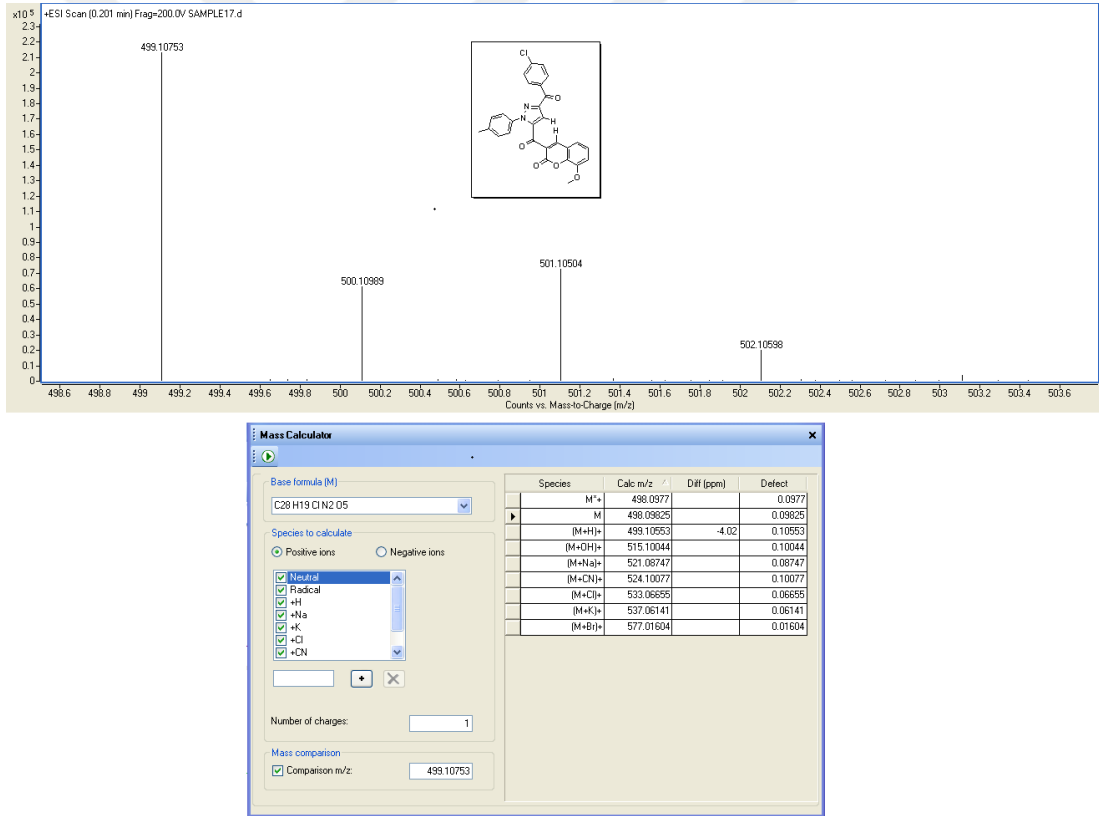 x10 5 +ESI Scan (0.201 min) Frag=200.0V SAMPLE17.d
2.3
2.2
2.1
2
1.9
1.8
1.7
1.6
1.5
1.4
1.3
1.2
1.1
1
0.9
0.8
0.7
0.6
0.5
0.4
0.3
0.2
0.1
0
499.10753
500.10989
501.10504
502.10598
Cl
O
N
N
H
H
O
O
O
O
498.6 498.8 499 499.2 499.4 499.6 499.8 500 500.2 500.4 500.6 500.8 501 501.2 501.4 501.6 501.8 502 502.2 502.4 502.6 502.8 503 503.2 503.4 503.6
Counts vs. Mass-to-Charge (m/z)
Mass Calculator
Base formula (M)
C28 H19 Cl N2 O5
Species to calculate
Positive ions Negative ions
Neutral
Radical
+H
+Na
+K
+Cl
+CN
+
Number of charges: 1
Mass comparison
Comparison m/z: 499.10753
Species Calc m/z Diff (ppm) Defect
M*+ 498.0977 0.0977
M 498.09825 0.09825
(M+H)+ 499.10553 -4.02 0.10553
(M+OH)+ 515.10044 0.10044
(M+Na)+ 521.08747 0.08747
(M+CN)+ 524.10077 0.10077
(M+Cl)+ 533.06655 0.06655
(M+K)+ 537.06141 0.06141
(M+Br)+ 577.01604 0.01604